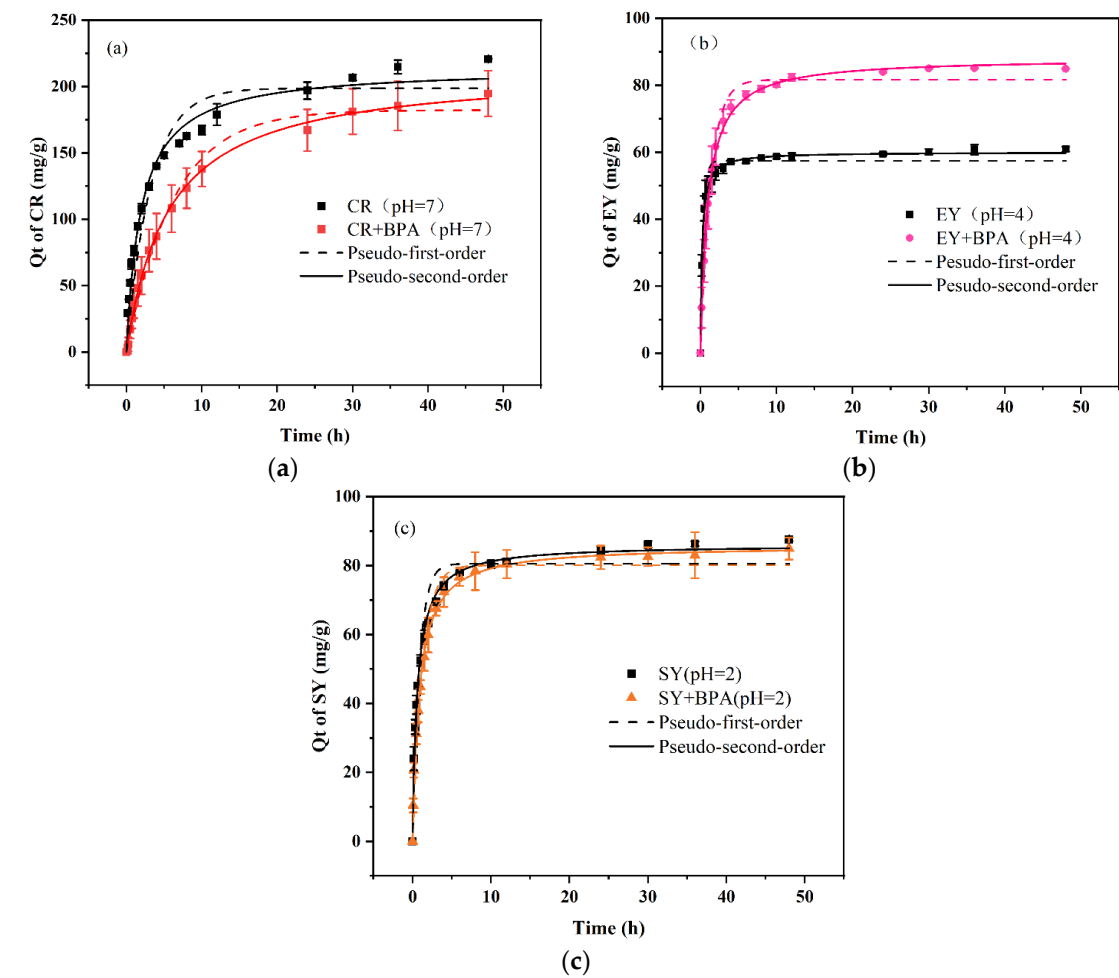 (a)
250
200
150
100
50
0
Qt of CR (mg/g)
CR（pH=7）
CR+BPA（pH=7）
Pseudo-first-order
Pseudo-second-order
0 10 20 30 40 50
Time (h)
(a)
（b）
100
80
60
40
20
0
Qt of EY (mg/g)
EY（pH=4）
EY+BPA（pH=4）
Pesudo-first-order
Pesudo-second-order
0 10 20 30 40 50
Time (h)
(b)
(c)
100
80
60
40
20
0
Qt of SY (mg/g)
SY(pH=2)
SY+BPA(pH=2)
Pseudo-first-order
Pseudo-second-order
0 10 20 30 40 50
Time (h)
(c)